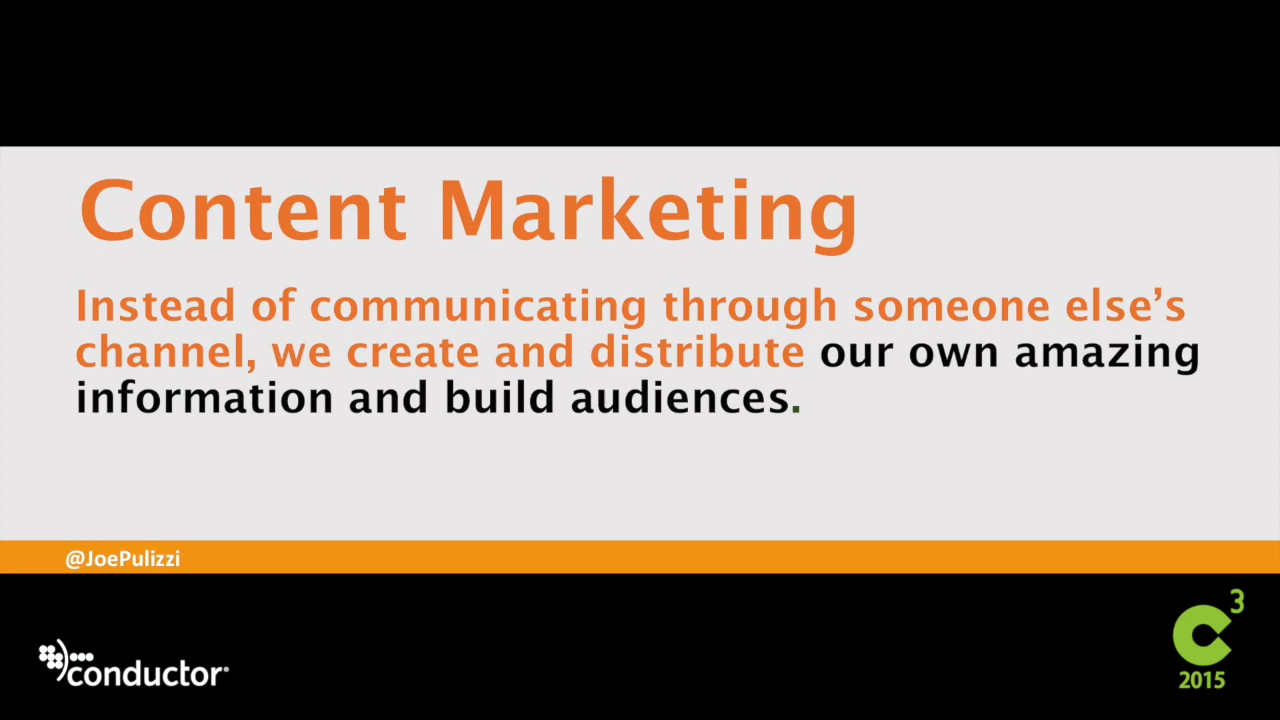 Content Marketing
Instead of communicating through someone else’s
channel, we create and distribute our own amazing
information and build audiences.
@JoePulizzi
conductor®
C3
2015